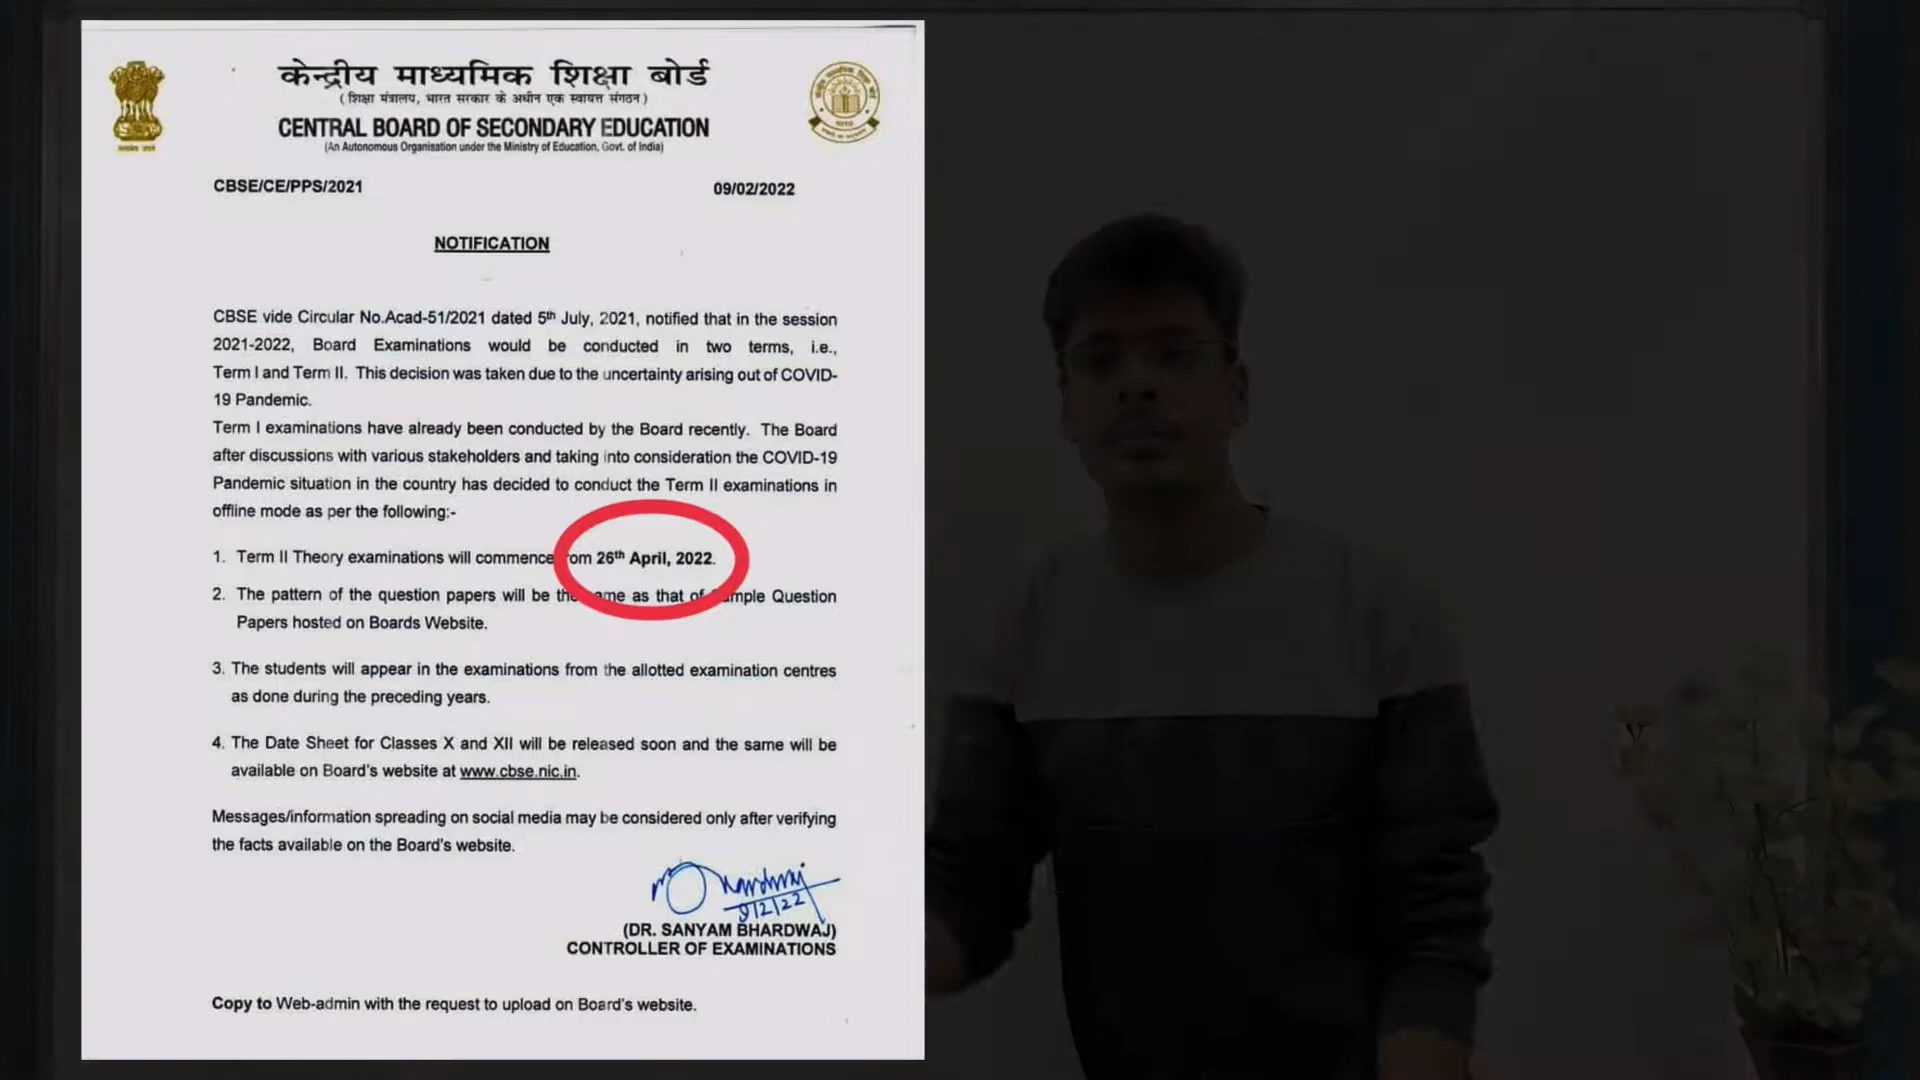 केन्द्रीय माध्यमिक शिक्षा बोर्ड
(शिक्षा मंत्रालय, भारत सरकार के अधीन एक स्वायत्त संगठन)
CENTRAL BOARD OF SECONDARY EDUCATION
(An Autonomous Organisation under the Ministry of Education, Govt. of India)
CBSE/CE/PPS/2021 09/02/2022
NOTIFICATION
CBSE vide Circular No.Acad-51/2021 dated 5th July, 2021, notified that in the session
2021-2022, Board Examinations would be conducted in two terms, i.e.,
Term I and Term II. This decision was taken due to the uncertainty arising out of COVID-
19 Pandemic.
Term I examinations have already been conducted by the Board recently. The Board
after discussions with various stakeholders and taking into consideration the COVID-19
Pandemic situation in the country has decided to conduct the Term II examinations in
offline mode as per the following:-
1. Term II Theory examinations will commence from 26th April, 2022.
2. The pattern of the question papers will be the same as that of Sample Question
Papers hosted on Boards Website.
3. The students will appear in the examinations from the allotted examination centres
as done during the preceding years.
4. The Date Sheet for Classes X and XII will be released soon and the same will be
available on Board's website at www.cbse.nic.in.
Messages/information spreading on social media may be considered only after verifying
the facts available on the Board's website.
9/2/22
(DR. SANYAM BHARDWAJ)
CONTROLLER OF EXAMINATIONS
Copy to Web-admin with the request to upload on Board's website.